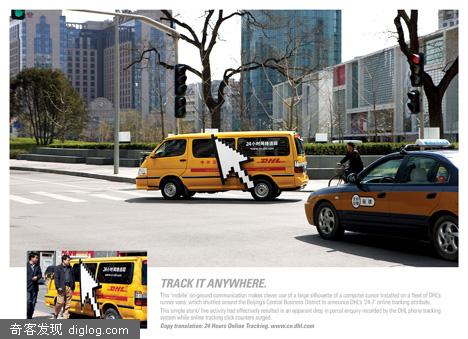 24小时网络追踪
www.cn.dhl.com
DHL
24小时网络追踪
DHL
TRACK IT ANYWHERE.
This 'mobile' on-ground communication makes clever use of a large silhouette of a computer cursor installed on a fleet of DHL's
runner vans, which shuttles around the Beijing's Central Business District to announce DHL's '24-7' online tracking attribute.
This simple stunt/ live activity had effectively resulted in an apparent drop in parcel enquiry recorded by the DHL phone tracking
system while online tracking click counters surged.
Copy translation: 24 Hours Online Tracking. www.cn.dhl.com
奇客发现 diglog.com